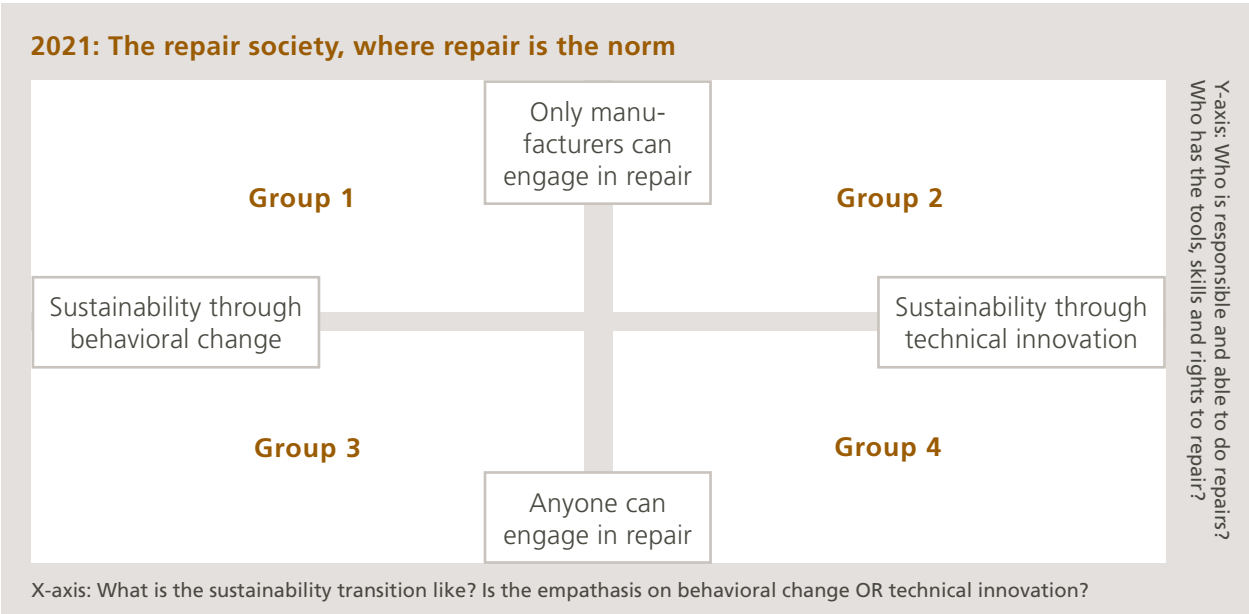 2021: The repair society, where repair is the norm
Only manu-
facturers can
engage in repair
Group 1
Group 2
Sustainability through
behavioral change
Sustainability through
technical innovation
Group 3
Group 4
Anyone can
engage in repair
Y-axis: Who is responsible and able to do repairs?
Who has the tools, skills and rights to repair?
X-axis: What is the sustainability transition like? Is the empathasis on behavioral change OR technical innovation?